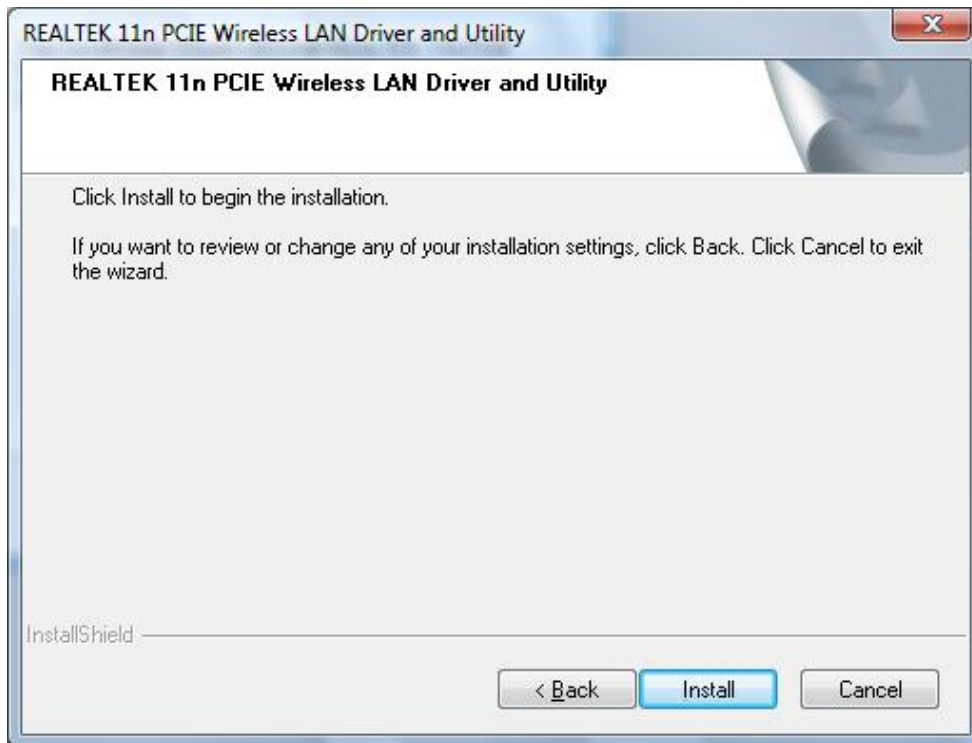 REALTEK 11n PCIE Wireless LAN Driver and Utility
X
REALTEK 11n PCIE Wireless LAN Driver and Utility
Click Install to begin the installation.
If you want to review or change any of your installation settings, click Back. Click Cancel to exit
the wizard.
InstallShield
< Back
Install
Cancel